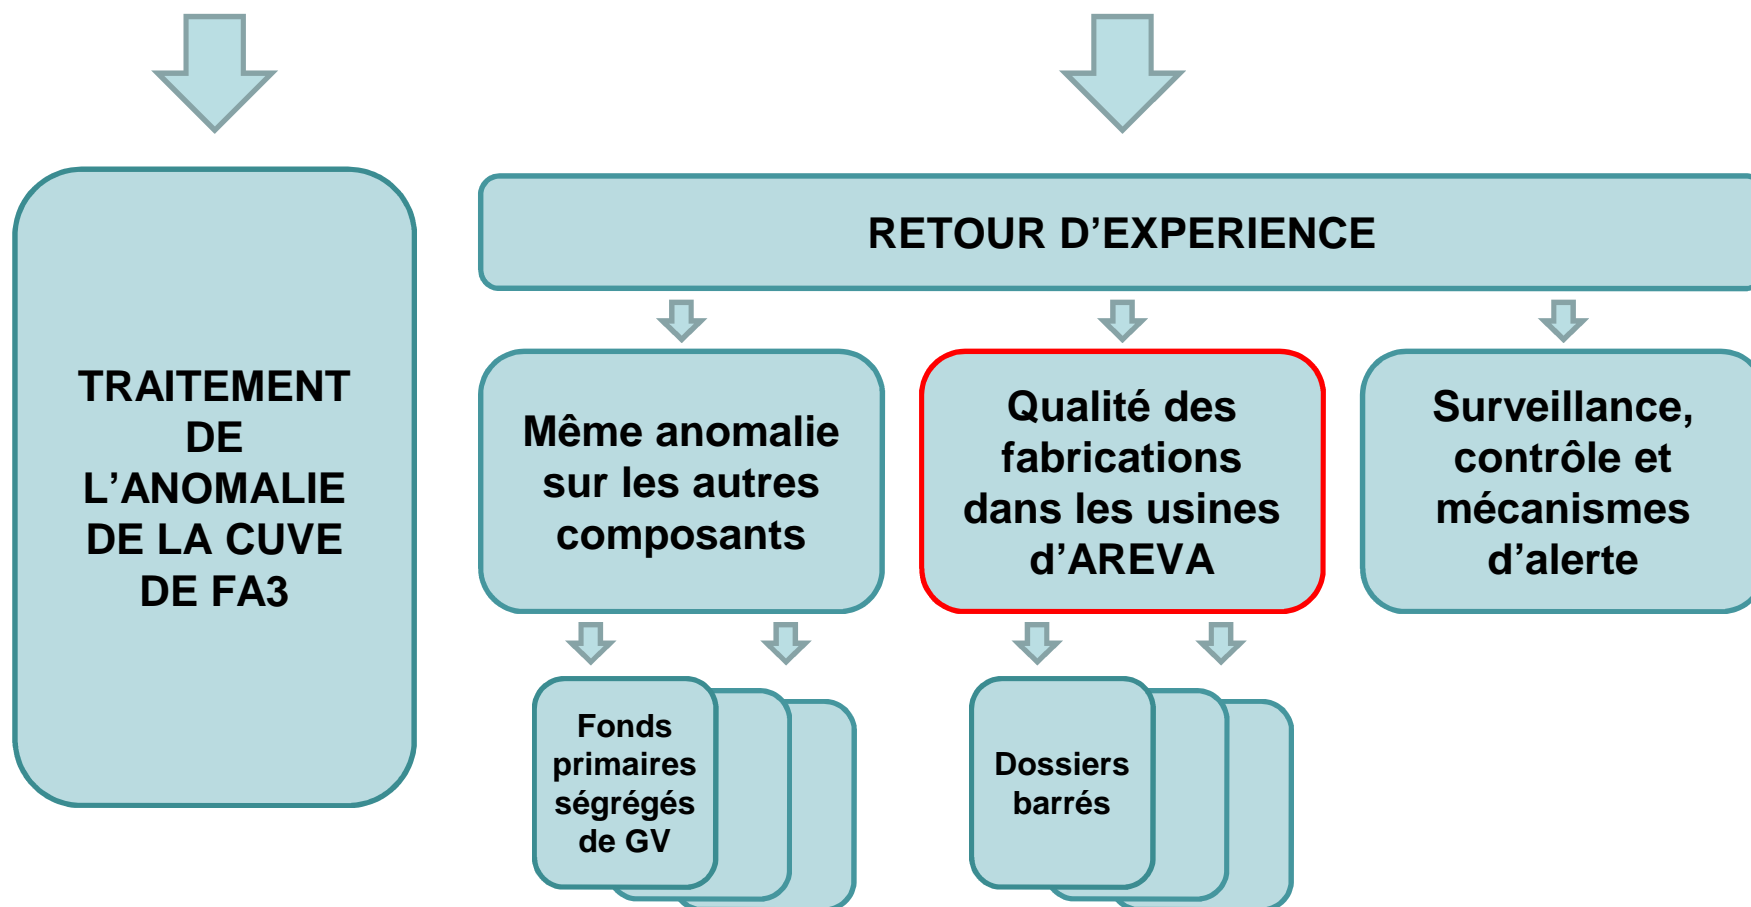 TRAITEMENT
DE
L’ANOMALIE
DE LA CUVE
DE FA3
RETOUR D’EXPERIENCE
Même anomalie
sur les autres
composants
Qualité des
fabrications
dans les usines
d’AREVA
Surveillance,
contrôle et
mécanismes
d’alerte
Fonds
primaires
ségrégés
de GV
Dossiers
barrés